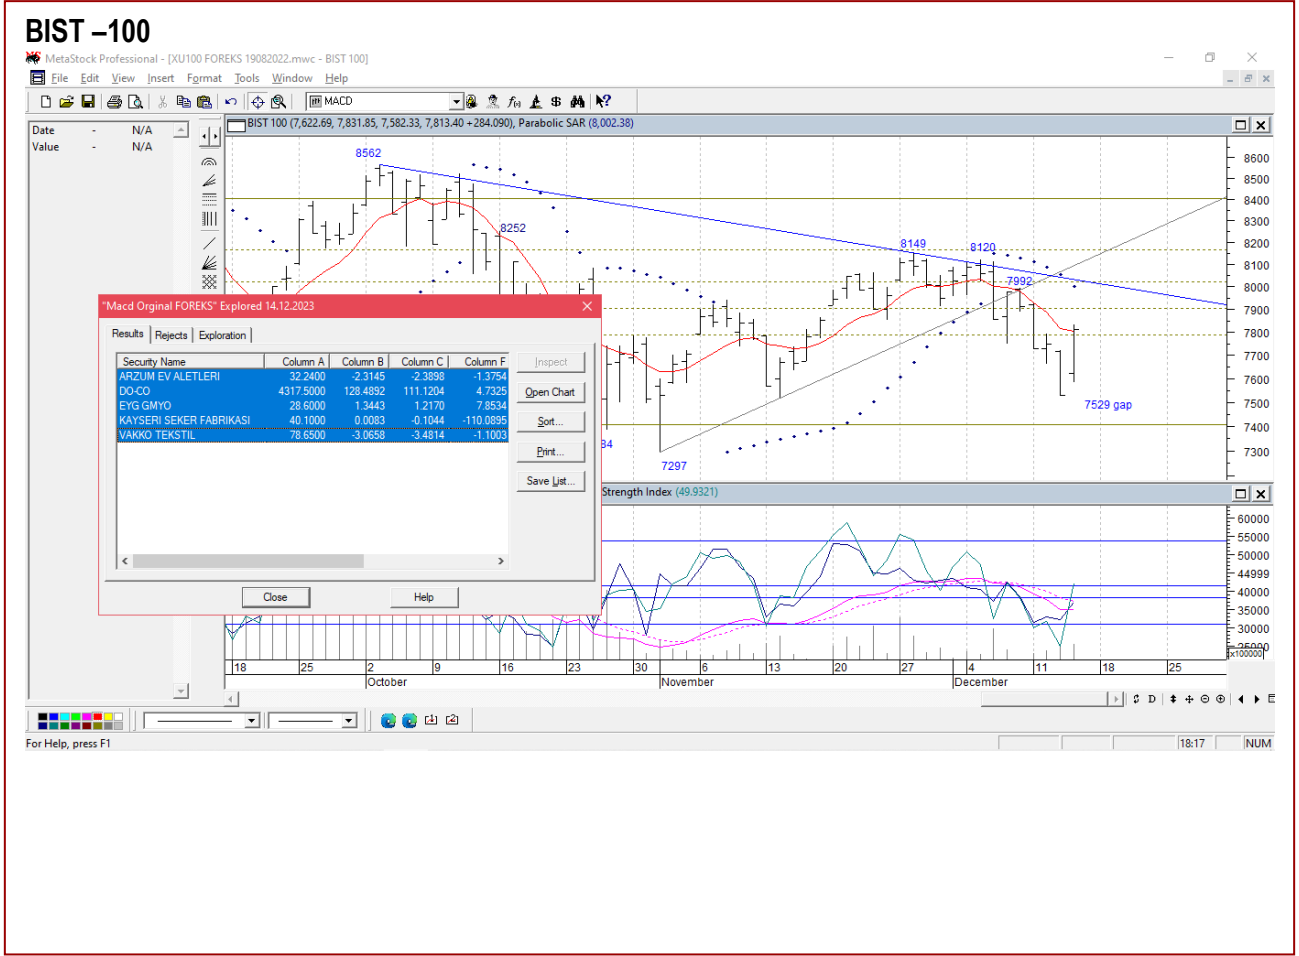 BIST –100
MetaStock Professional - [XU100 FOREKS 19082022.mwc - BIST 100]
File Edit View Insert Format Tools Window Help
MACD
Date - N/A
Value - N/A
BIST 100 (7,622.69, 7,831.85, 7,582.33, 7,813.40 +284.090), Parabolic SAR (8,002.38)
8562
8252
8149
8120
7992
7529 gap
7297
34
8600
8500
8400
8300
8200
8100
8000
7900
7800
7700
7600
7500
7400
7300
"Macd Orginal FOREKS" Explored 14.12.2023
Results Rejects Exploration
Security Name Column A Column B Column C Column F
ARZUM EV ALETLERI 32.2400 -2.3145 -2.3898 -1.3754
DO-CO 4317.5000 128.4892 111.1204 4.7325
EYG GMYO 28.6000 1.3443 1.2170 7.8534
KAYSERI SEKER FABRIKASI 40.1000 0.0083 -0.1044 -110.0895
VAKKO TEKSTIL 78.6500 -3.0658 -3.4814 -1.1003
Inspect
Open Chart
Sort...
Print...
Save List...
Close Help
Strength Index (49.9321)
60000
55000
50000
44999
40000
35000
30000
25000
x100000
18 25 2 9 16 23 30 6 13 20 27 4 11 18 25
October November December
D
For Help, press F1
18:17 NUM